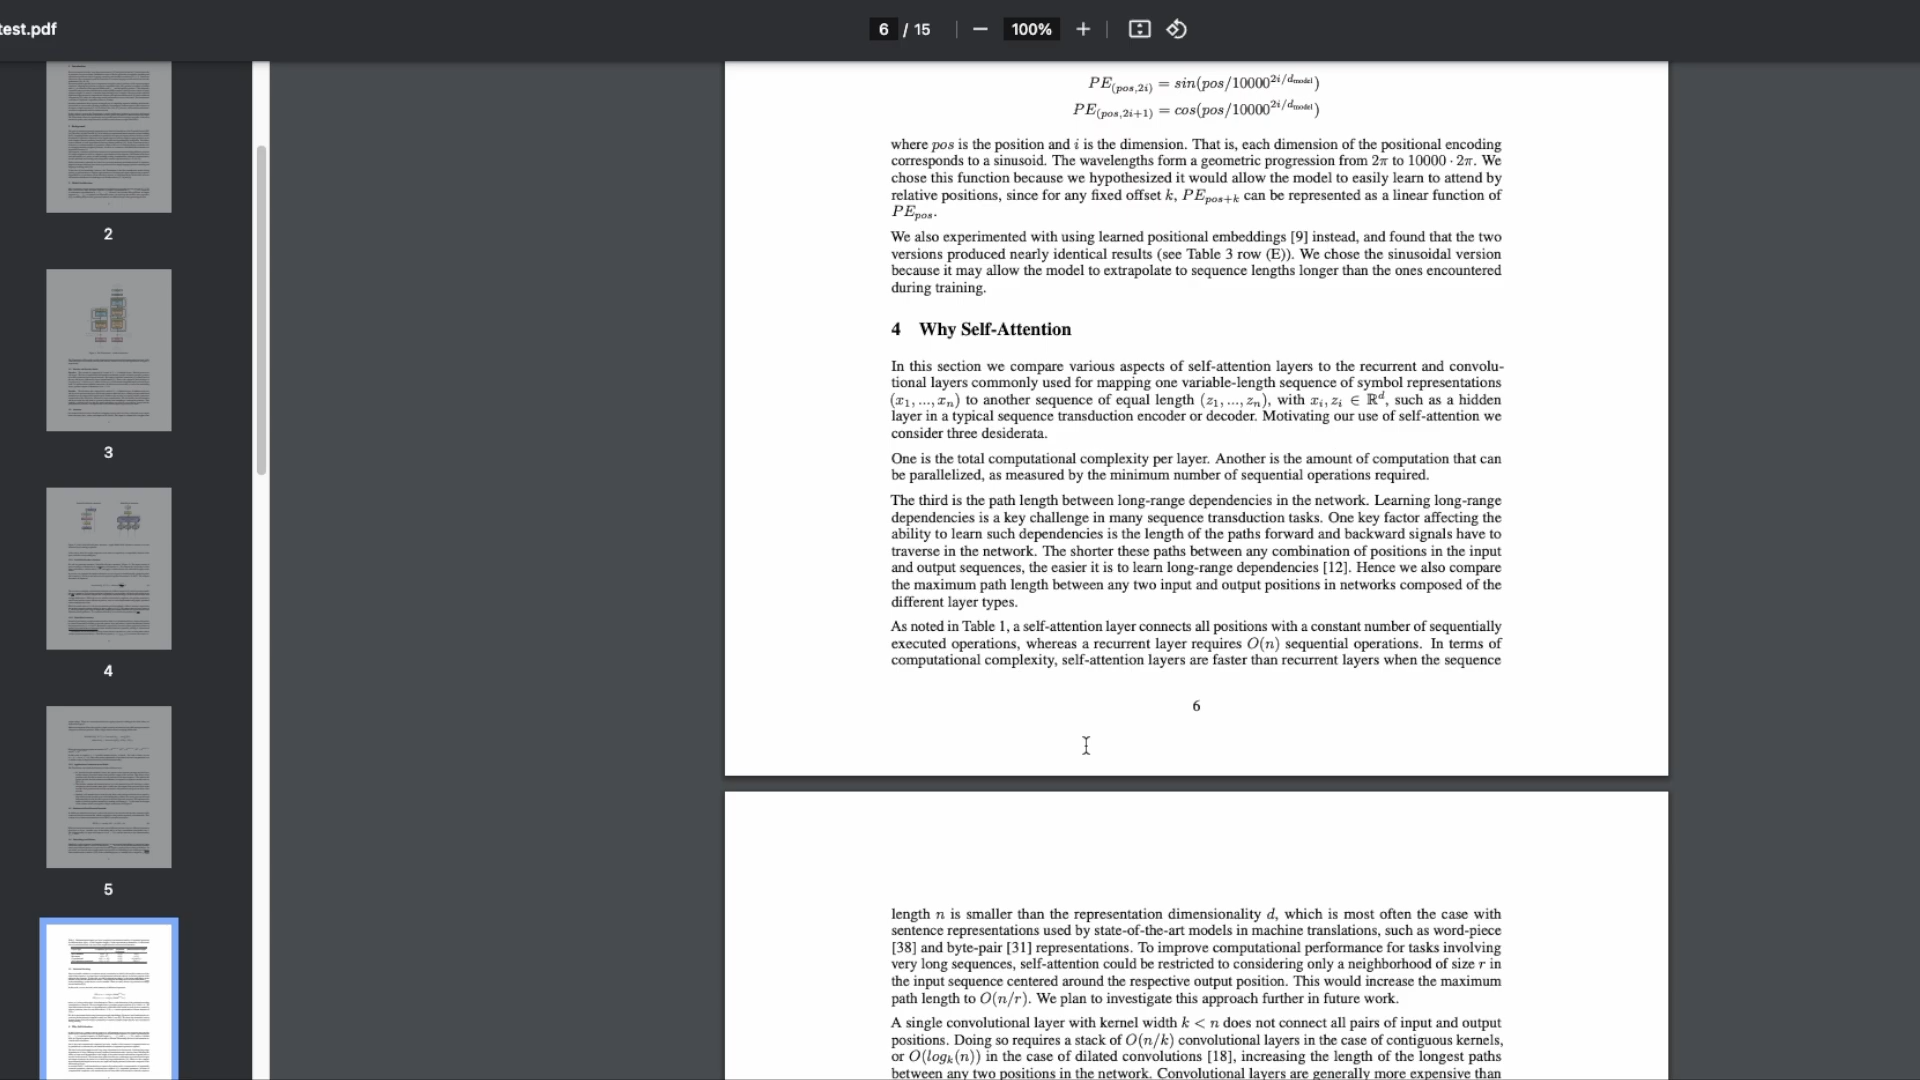 test.pdf
6 / 15
100%
2
3
4
5
PE(pos,2i) = sin(pos/10000^{2i/d_model})
PE(pos,2i+1) = cos(pos/10000^{2i/d_model})
where pos is the position and i is the dimension. That is, each dimension of the positional encoding
corresponds to a sinusoid. The wavelengths form a geometric progression from 2π to 10000 · 2π. We
chose this function because we hypothesized it would allow the model to easily learn to attend by
relative positions, since for any fixed offset k, PE_{pos+k} can be represented as a linear function of
PE_{pos}.
We also experimented with using learned positional embeddings [9] instead, and found that the two
versions produced nearly identical results (see Table 3 row (E)). We chose the sinusoidal version
because it may allow the model to extrapolate to sequence lengths longer than the ones encountered
during training.
4 Why Self-Attention
In this section we compare various aspects of self-attention layers to the recurrent and convolu-
tional layers commonly used for mapping one variable-length sequence of symbol representations
(x₁, ..., xₙ) to another sequence of equal length (z₁, ..., zₙ), with xᵢ, zᵢ ∈ ℝᵈ, such as a hidden
layer in a typical sequence transduction encoder or decoder. Motivating our use of self-attention we
consider three desiderata.
One is the total computational complexity per layer. Another is the amount of computation that can
be parallelized, as measured by the minimum number of sequential operations required.
The third is the path length between long-range dependencies in the network. Learning long-range
dependencies is a key challenge in many sequence transduction tasks. One key factor affecting the
ability to learn such dependencies is the length of the paths forward and backward signals have to
traverse in the network. The shorter these paths between any combination of positions in the input
and output sequences, the easier it is to learn long-range dependencies [12]. Hence we also compare
the maximum path length between any two input and output positions in networks composed of the
different layer types.
As noted in Table 1, a self-attention layer connects all positions with a constant number of sequentially
executed operations, whereas a recurrent layer requires O(n) sequential operations. In terms of
computational complexity, self-attention layers are faster than recurrent layers when the sequence
6
length n is smaller than the representation dimensionality d, which is most often the case with
sentence representations used by state-of-the-art models in machine translations, such as word-piece
[38] and byte-pair [31] representations. To improve computational performance for tasks involving
very long sequences, self-attention could be restricted to considering only a neighborhood of size r in
the input sequence centered around the respective output position. This would increase the maximum
path length to O(n/r). We plan to investigate this approach further in future work.
A single convolutional layer with kernel width k < n does not connect all pairs of input and output
positions. Doing so requires a stack of O(n/k) convolutional layers in the case of contiguous kernels,
or O(log_k(n)) in the case of dilated convolutions [18], increasing the length of the longest paths
between any two positions in the network. Convolutional layers are generally more expensive than